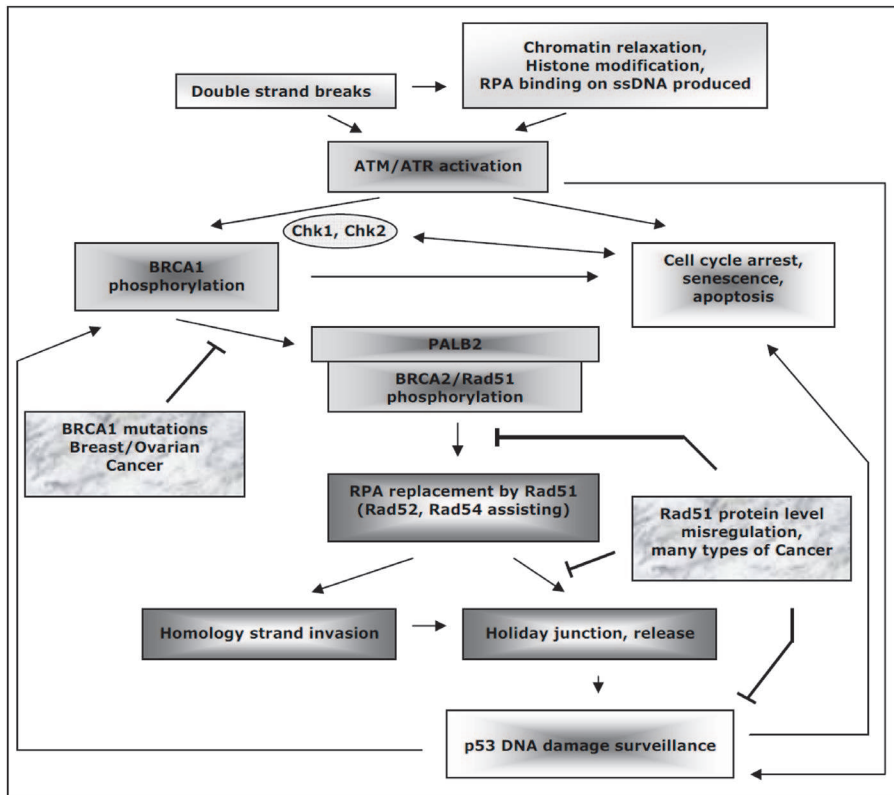 Double strand breaks
Chromatin relaxation,
Histone modification,
RPA binding on ssDNA produced
ATM/ATR activation
Chk1, Chk2
BRCA1
phosphorylation
Cell cycle arrest,
senescence,
apoptosis
PALB2
BRCA2/Rad51
phosphorylation
BRCA1 mutations
Breast/Ovarian
Cancer
RPA replacement by Rad51
(Rad52, Rad54 assisting)
Rad51 protein level
misregulation,
many types of Cancer
Homology strand invasion
Holiday junction, release
p53 DNA damage surveillance